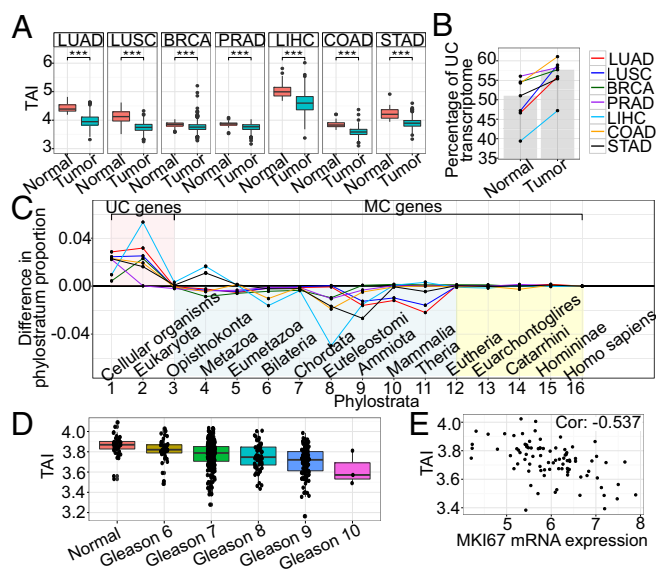 A
LUAD LUSC BRCA PRAD LIHC COAD STAD
*** *** *** *** *** *** ***
TAI
6
5
4
3
Normal Tumor Normal Tumor Normal Tumor Normal Tumor Normal Tumor Normal Tumor Normal Tumor
B
Percentage of UC
transcriptome
60
55
50
45
40
35
Normal Tumor
LUAD
LUSC
BRCA
PRAD
LIHC
COAD
STAD
C
UC genes MC genes
Difference in
phylostratum proportion
0.04
0.00
-0.04
Cellular organisms
Eukaryota
Opisthokonta
Metazoa
Eumetazoa
Bilateria
Chordata
Euteleostomi
Amniota
Mammalia
Theria
Eutheria
Euarchontoglires
Catarrhini
Homininae
Homo sapiens
1 2 3 4 5 6 7 8 9 10 11 12 13 14 15 16
Phylostrata
D
TAI
4.0
3.8
3.6
3.4
3.2
Normal Gleason 6 Gleason 7 Gleason 8 Gleason 9 Gleason 10
E
Cor: -0.537
TAI
4.0
3.8
3.6
3.4
5 6 7 8
MKI67 mRNA expression